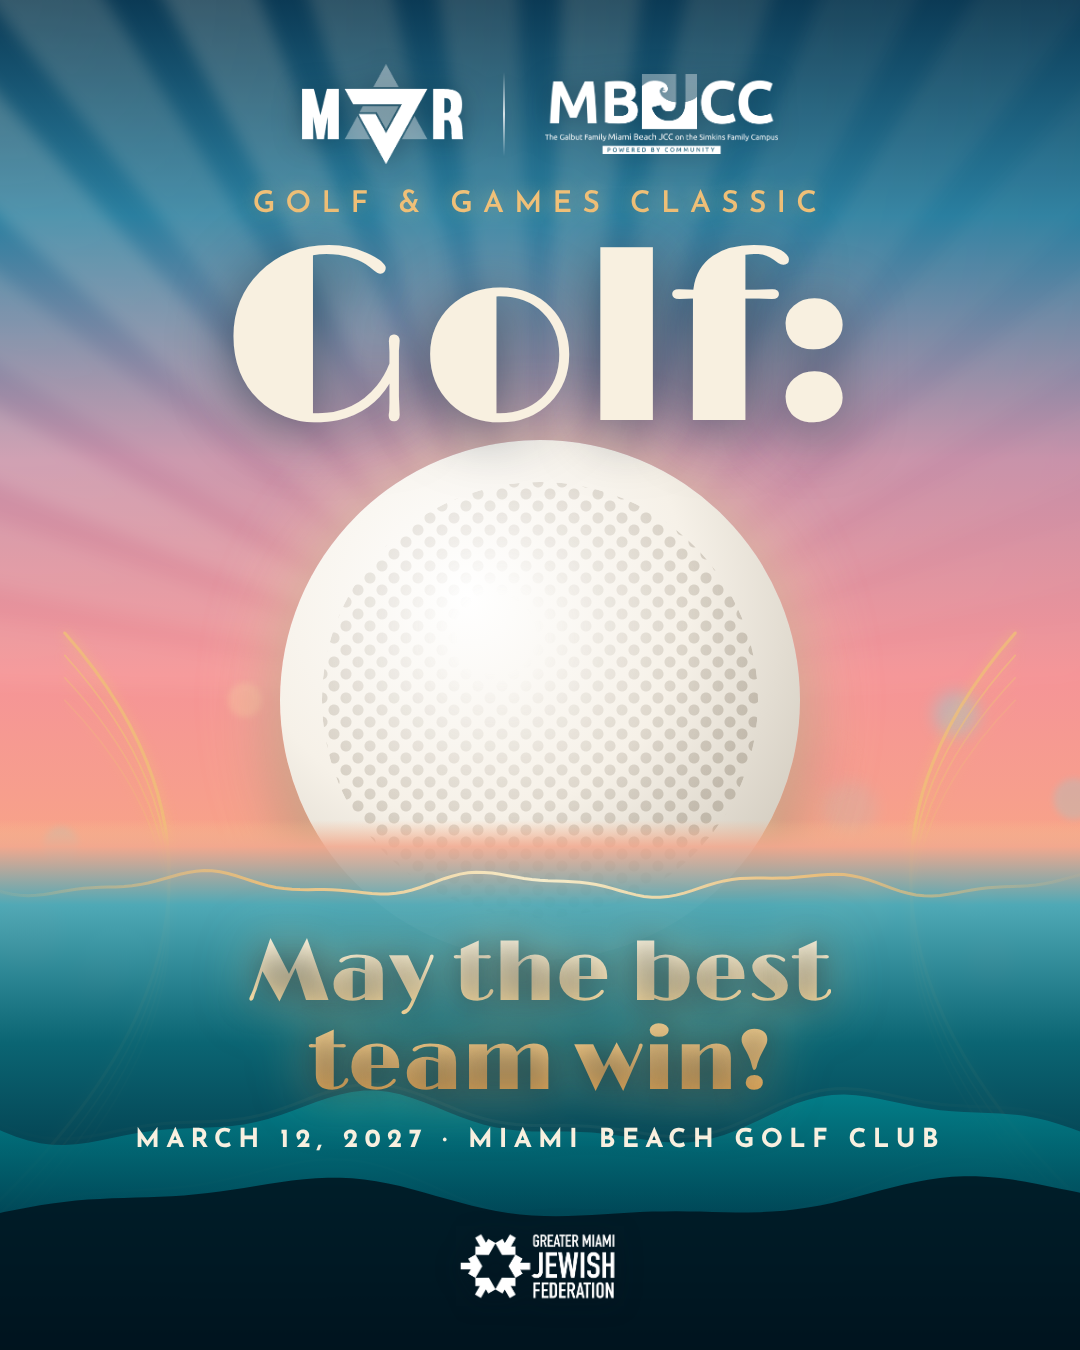 MAR
MBJCC
The Galbut Family Miami Beach JCC on the Simkins Family Campus
POWERED BY COMMUNITY
GOLF & GAMES CLASSIC
Golf:
May the best
team win!
MARCH 12, 2027 · MIAMI BEACH GOLF CLUB
GREATER MIAMI
JEWISH
FEDERATION